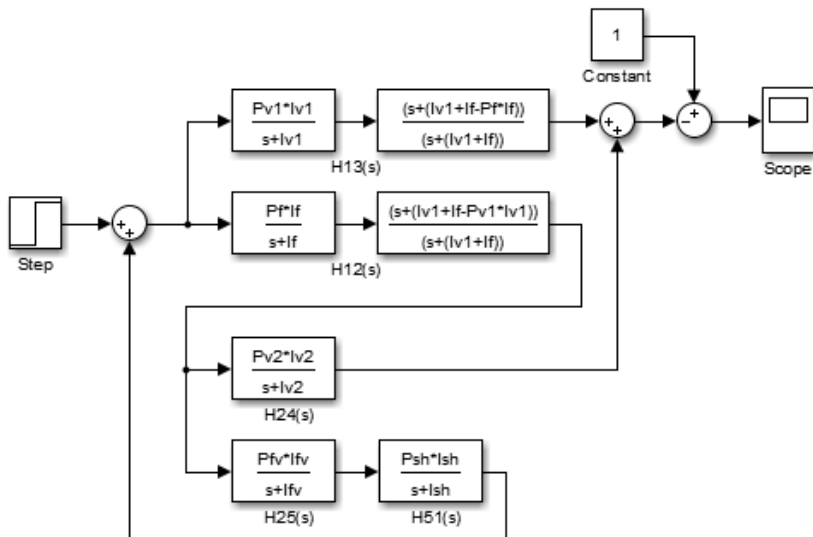 1
Constant
Pv1*Iv1
s+Iv1
(s+(Iv1+If-Pf*If))
(s+(Iv1+If))
H13(s)
+
+
−
+
Scope
Step
+
+
Pf*If
s+If
(s+(Iv1+If-Pv1*Iv1))
(s+(Iv1+If))
H12(s)
Pv2*Iv2
s+Iv2
H24(s)
Pfv*Ifv
s+Ifv
H25(s)
Psh*Ish
s+Ish
H51(s)